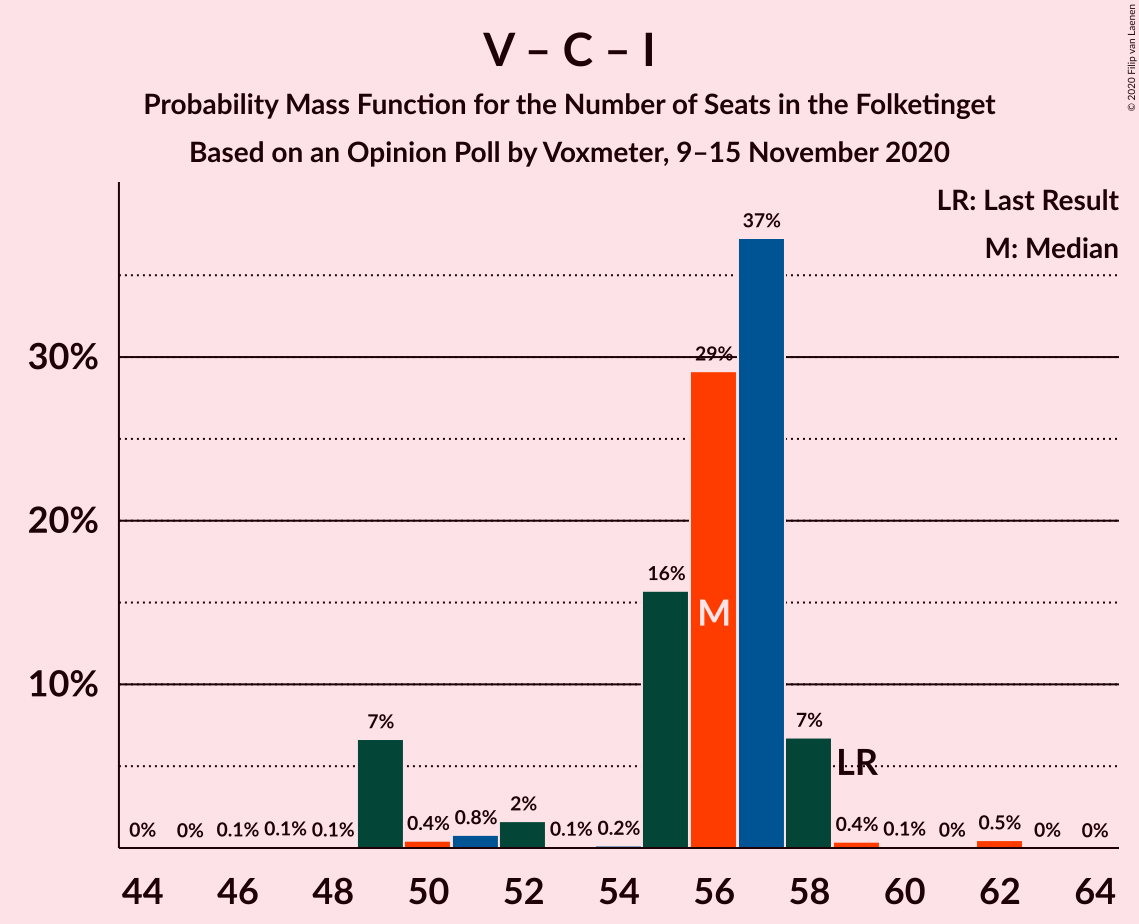 V – C – I
Probability Mass Function for the Number of Seats in the Folketinget
Based on an Opinion Poll by Voxmeter, 9–15 November 2020
© 2020 Filip van Laenen
LR: Last Result
M: Median
30%
20%
10%
0% 0% 0.1% 0.1% 0.1% 7% 0.4% 0.8% 2% 0.1% 0.2% 16% 29% 37% 7% 0.4% 0.1% 0% 0.5% 0% 0%
M
LR
44 46 48 50 52 54 56 58 60 62 64